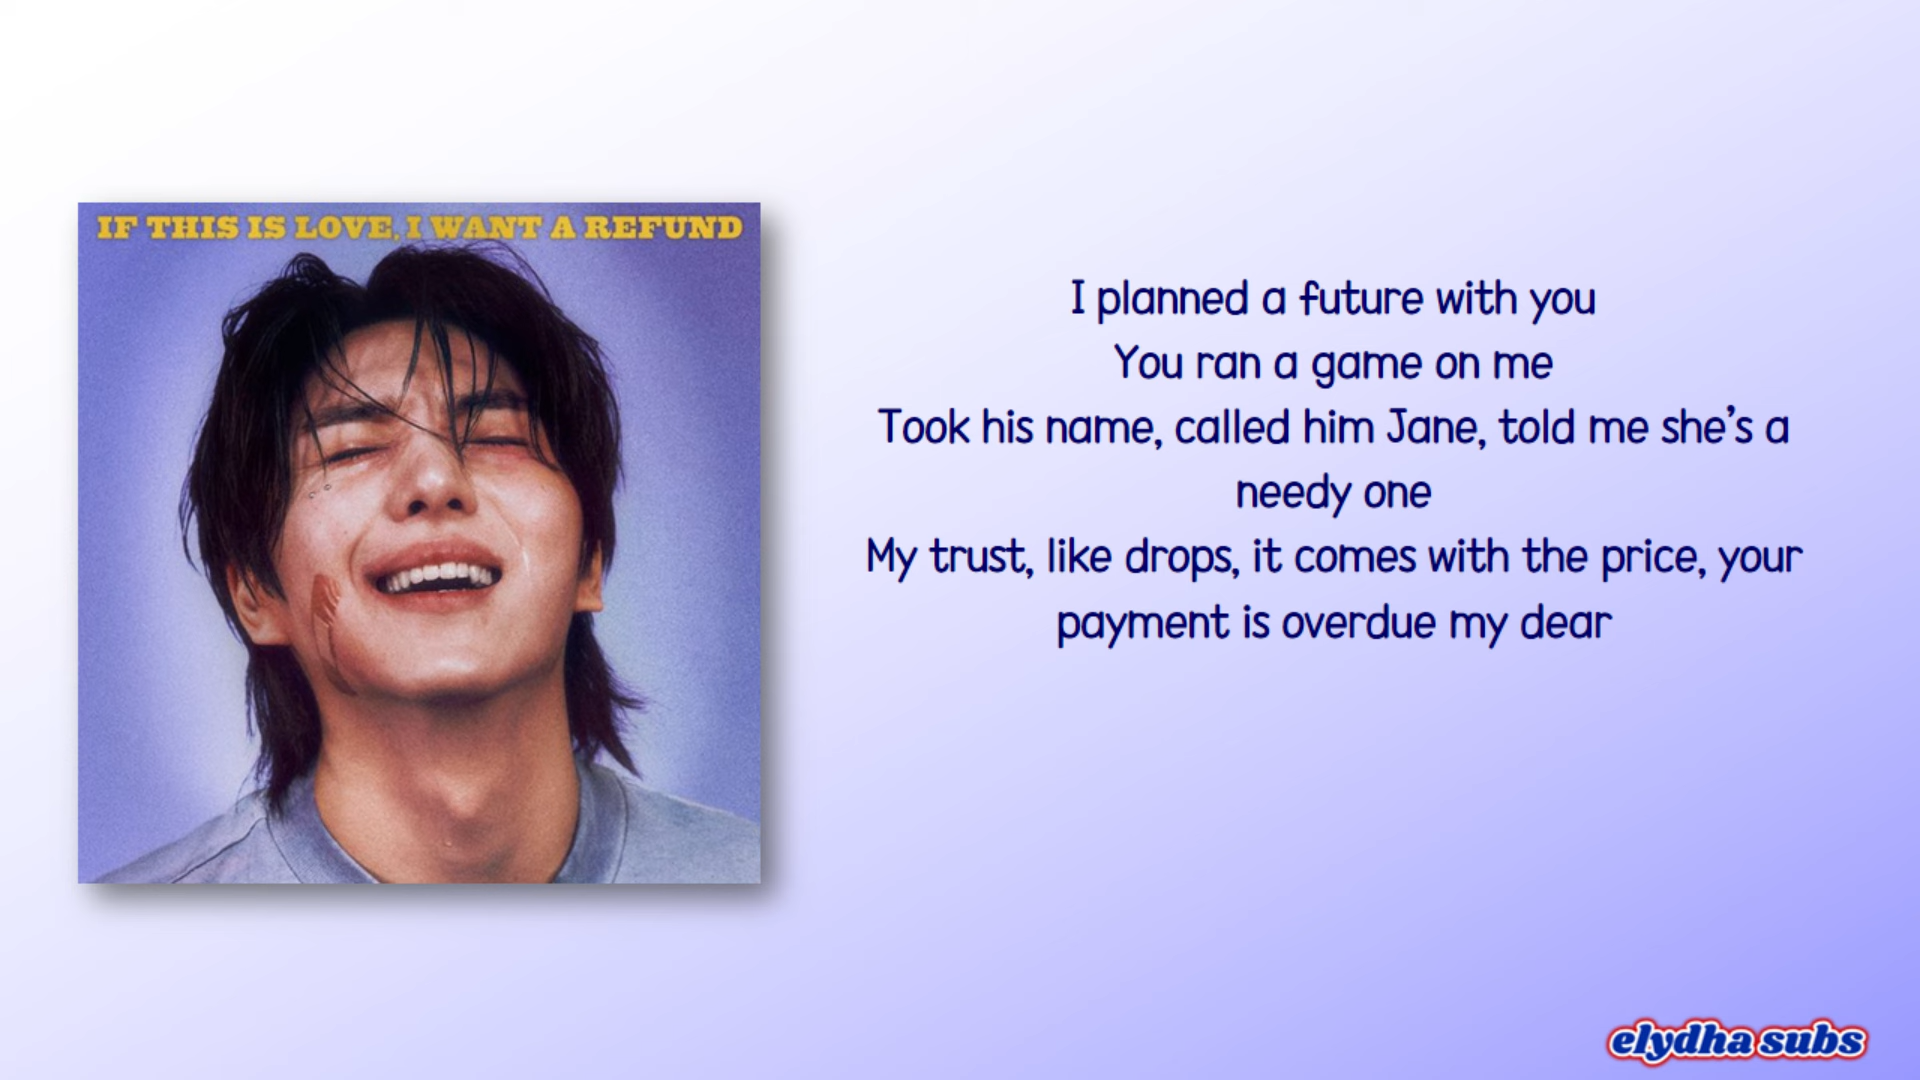 IF THIS IS LOVE, I WANT A REFUND
I planned a future with you
You ran a game on me
Took his name, called him Jane, told me she's a
needy one
My trust, like drops, it comes with the price, your
payment is overdue my dear
elydha subs